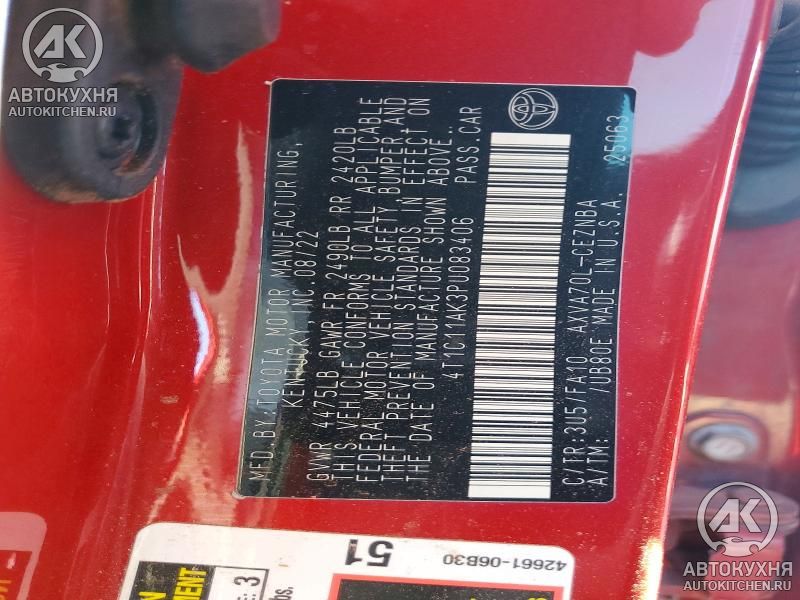 АВТОКУХНЯ
AUTOKITCHEN.RU
MFD.BY:TOYOTA MOTOR MANUFACTURING,
KENTUCKY, INC. 08/22
GVWR 4475LB GAWR FR 2490LB RR 2420LB
THIS VEHICLE CONFORMS TO ALL APPLICABLE
FEDERAL MOTOR VEHICLE SAFETY, BUMPER AND
THEFT PREVENTION STANDARDS IN EFFECT ON
THE DATE OF MANUFACTURE SHOWN ABOVE.
4T1C11AK3PU083406 PASS.CAR
C/TR:3U5/FA10 AXVA70L-CEZNBA
A/TM: /UB80E MADE IN U.S.A. 25063
51
42661-06B30
АВТОКУХНЯ
AUTOKITCHEN.RU